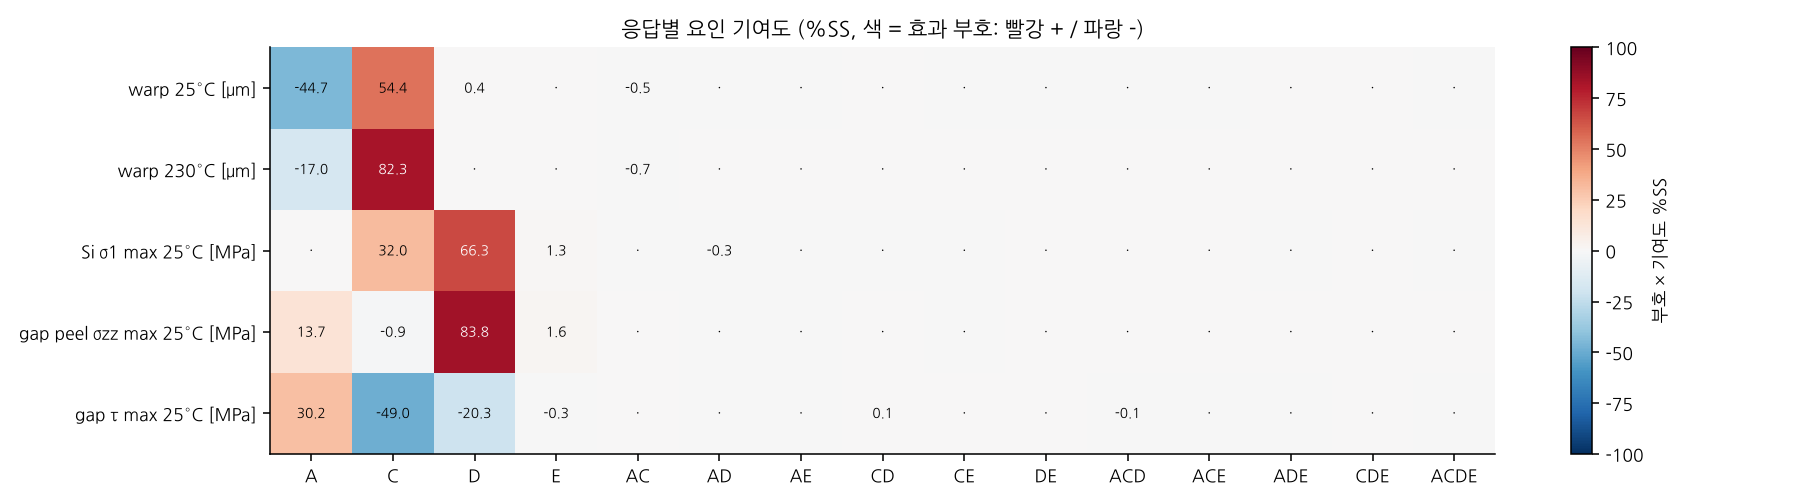 응답별 요인 기여도 (%SS, 색 = 효과 부호: 빨강 + / 파랑 -)
warp 25°C [µm] -44.7 54.4 0.4 · -0.5 · · · · · · · · · ·
warp 230°C [µm] -17.0 82.3 · · -0.7 · · · · · · · · · ·
Si σ1 max 25°C [MPa] · 32.0 66.3 1.3 · -0.3 · · · · · · · · ·
gap peel σzz max 25°C [MPa] 13.7 -0.9 83.8 1.6 · · · · · · · · · · ·
gap τ max 25°C [MPa] 30.2 -49.0 -20.3 -0.3 · · · 0.1 · · -0.1 · · · ·
A C D E AC AD AE CD CE DE ACD ACE ADE CDE ACDE
100
75
50
25
0
-25
-50
-75
-100
부호 × 기여도 %SS